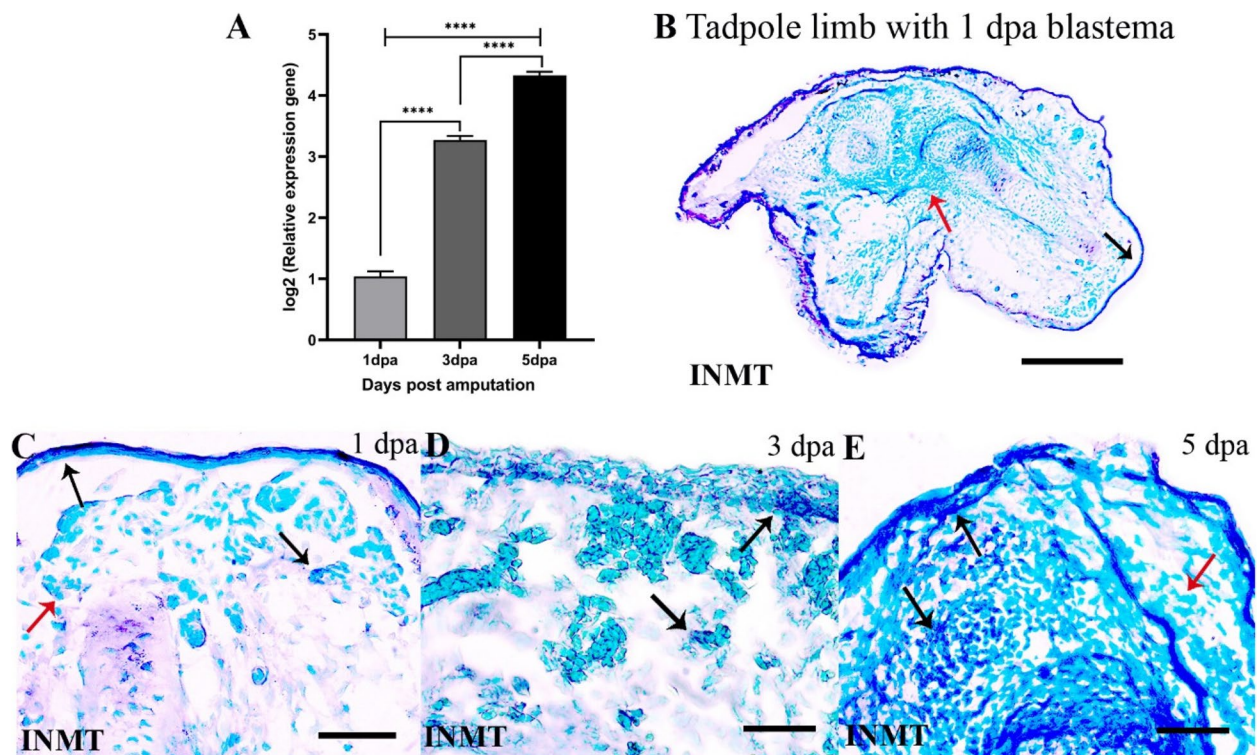 A
B Tadpole limb with 1 dpa blastema
****
****
****
log2 (Relative expression gene)
5
4
3
2
1
0
1dpa 3dpa 5dpa
Days post amputation
INMT
C 1 dpa
INMT
D 3 dpa
INMT
E 5 dpa
INMT